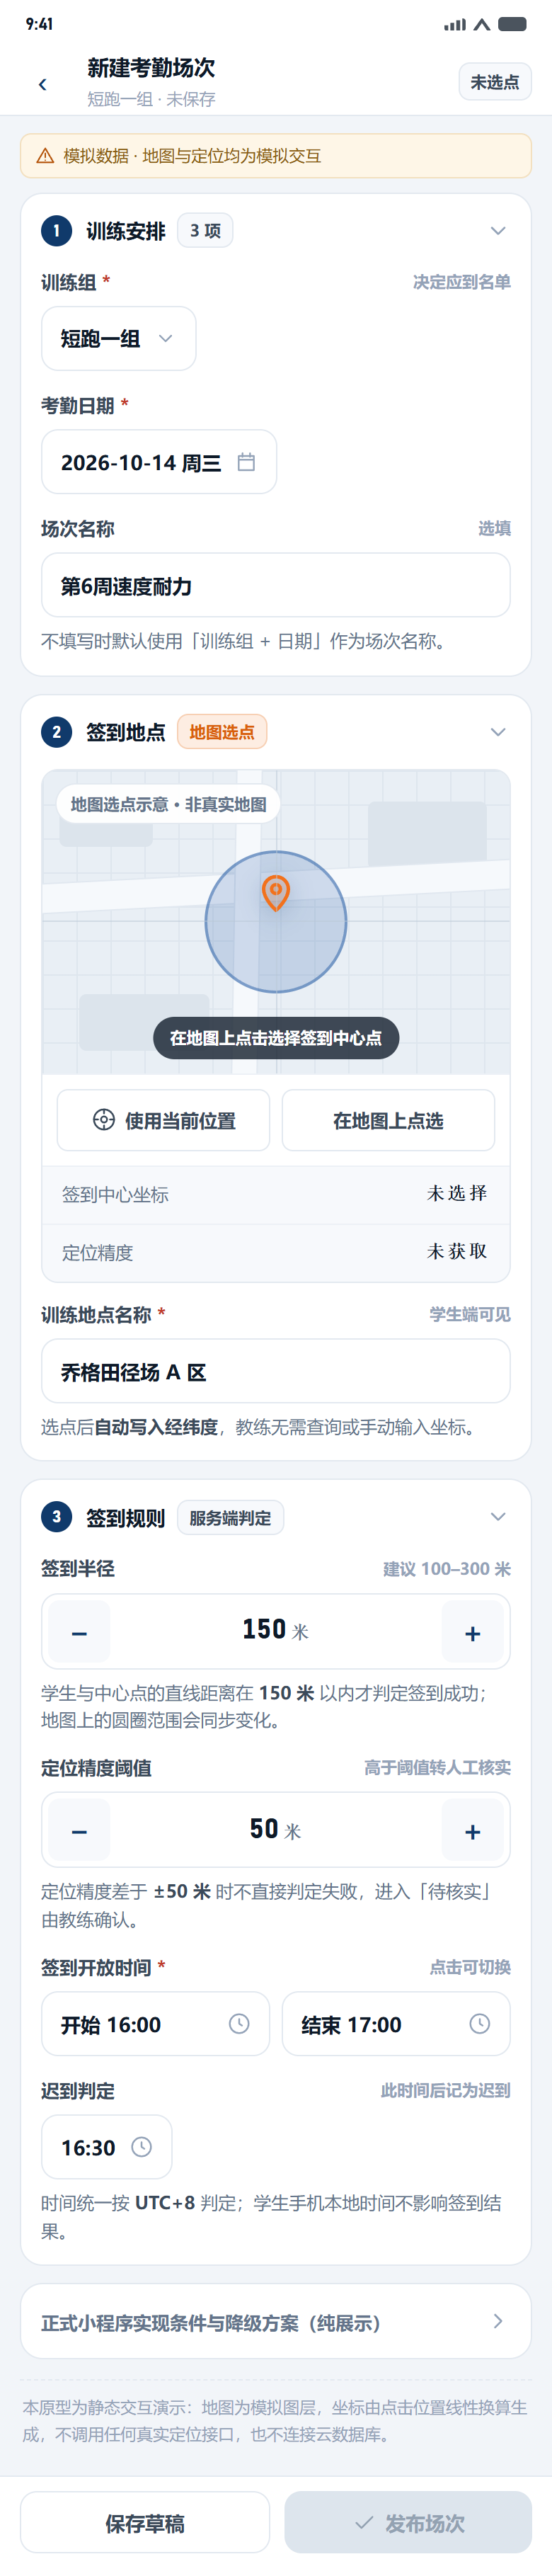 9:41
新建考勤场次
短跑一组 · 未保存
未选点
模拟数据 · 地图与定位均为模拟交互
1 训练安排 3 项
训练组 * 决定应到名单
短跑一组
考勤日期 *
2026-10-14 周三
场次名称 选填
第6周速度耐力
不填写时默认使用「训练组 + 日期」作为场次名称。
2 签到地点 地图选点
地图选点示意 · 非真实地图
在地图上点击选择签到中心点
使用当前位置 在地图上点选
签到中心坐标 未选择
定位精度 未获取
训练地点名称 * 学生端可见
乔格田径场 A 区
选点后自动写入经纬度，教练无需查询或手动输入坐标。
3 签到规则 服务端判定
签到半径 建议 100–300 米
− 150 米 +
学生与中心点的直线距离在 150 米 以内才判定签到成功；
地图上的圆圈范围会同步变化。
定位精度阈值 高于阈值转人工核实
− 50 米 +
定位精度差于 ±50 米 时不直接判定失败，进入「待核实」
由教练确认。
签到开放时间 * 点击可切换
开始 16:00 结束 17:00
迟到判定 此时间后记为迟到
16:30
时间统一按 UTC+8 判定；学生手机本地时间不影响签到结
果。
正式小程序实现条件与降级方案（纯展示）
本原型为静态交互演示：地图为模拟图层，坐标由点击位置线性换算生
成，不调用任何真实定位接口，也不连接云数据库。
保存草稿 发布场次